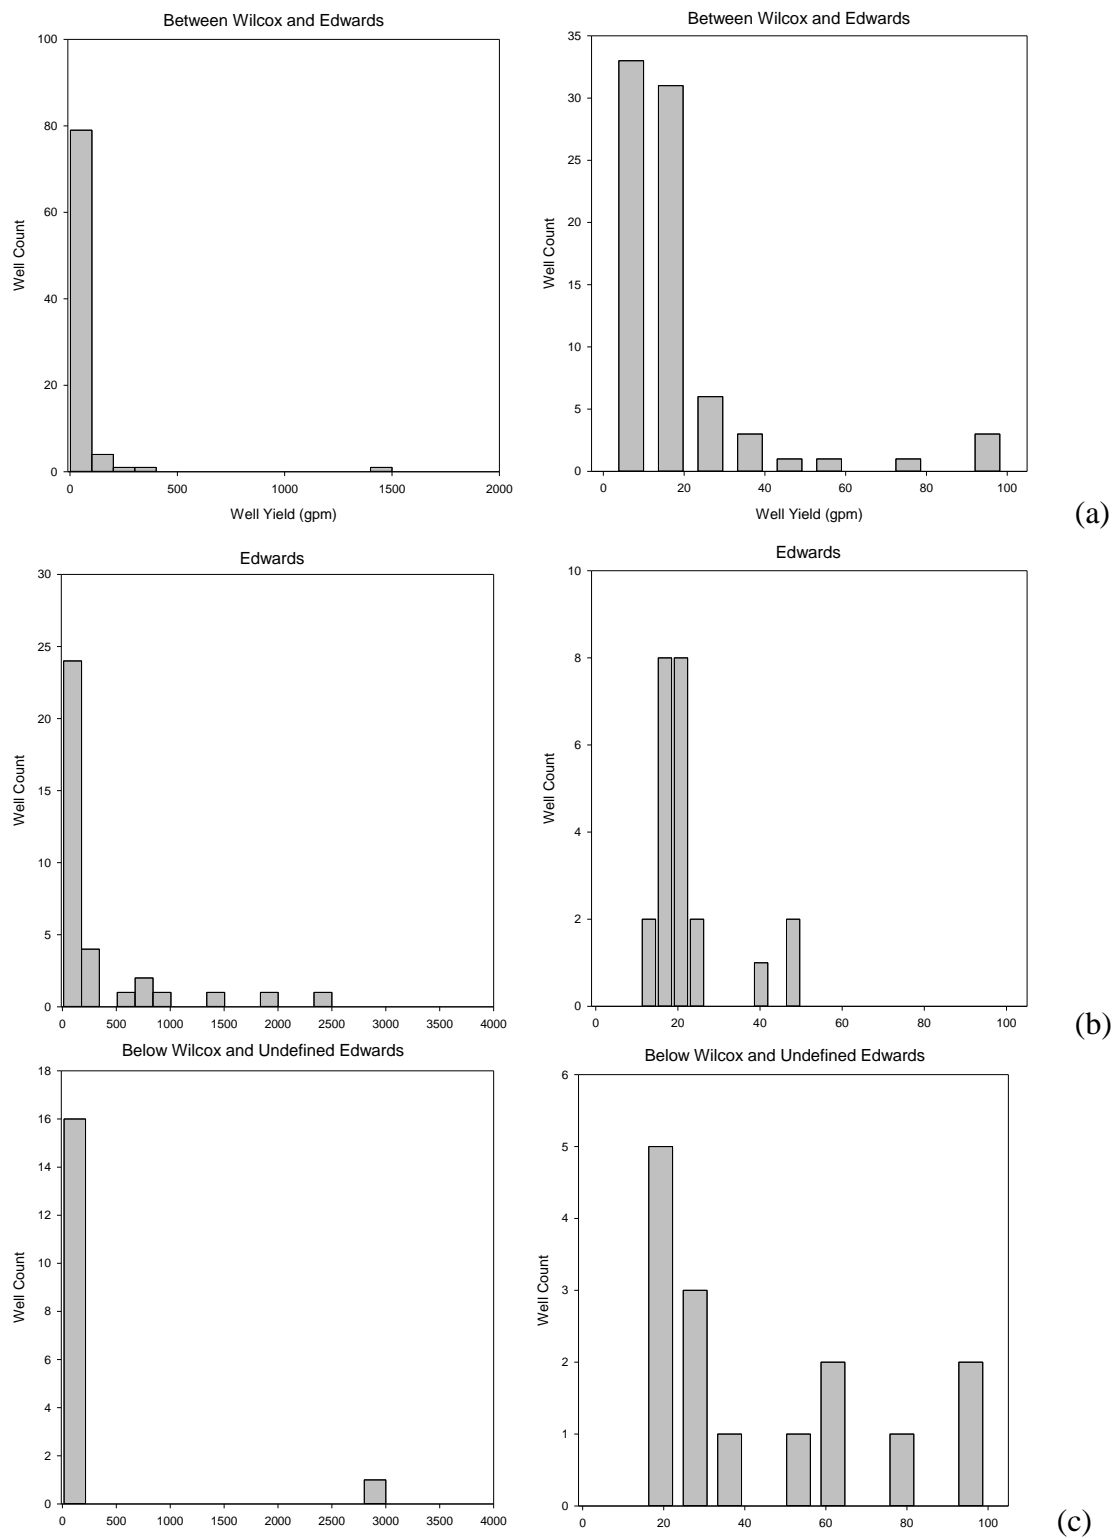 Between Wilcox and Edwards
100
80
60
40
20
0
Well Count
0 500 1000 1500 2000
Well Yield (gpm)
Between Wilcox and Edwards
35
30
25
20
15
10
5
0
Well Count
0 20 40 60 80 100
Well Yield (gpm)
(a)
Edwards
30
25
20
15
10
5
0
Well Count
0 500 1000 1500 2000 2500 3000 3500 4000
Edwards
10
8
6
4
2
0
Well Count
0 20 40 60 80 100
(b)
Below Wilcox and Undefined Edwards
18
16
14
12
10
8
6
4
2
0
Well Count
0 500 1000 1500 2000 2500 3000 3500 4000
Below Wilcox and Undefined Edwards
6
5
4
3
2
1
0
Well Count
0 20 40 60 80 100
(c)